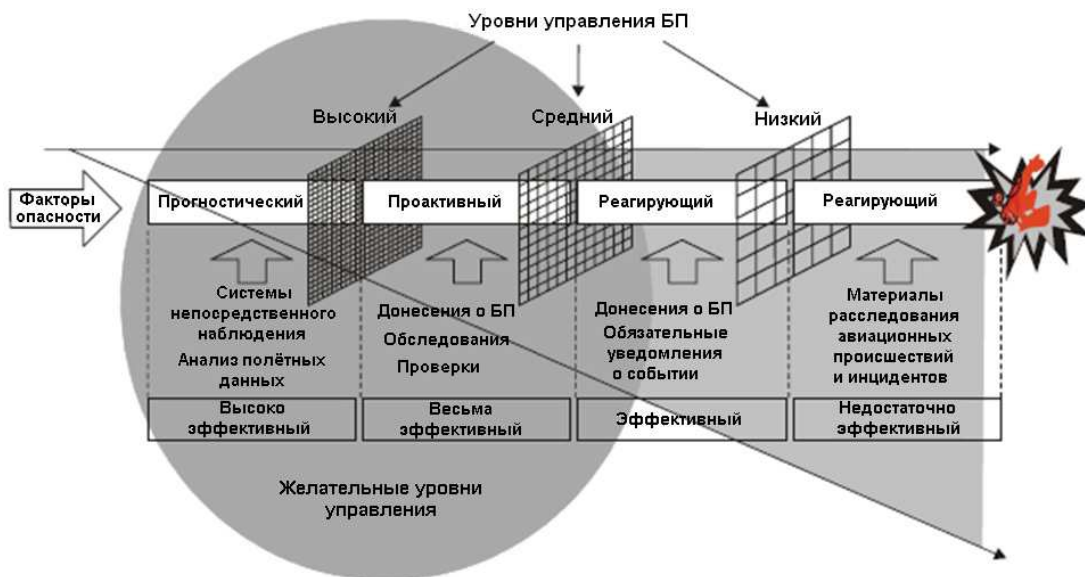 Уровни управления БП
Высокий
Средний
Низкий
Факторы
опасности
Прогностический
Проактивный
Реагирующий
Реагирующий
Системы
непосредственного
наблюдения
Анализ полётных
данных
Донесения о БП
Обследования
Проверки
Донесения о БП
Обязательные
уведомления
о событии
Материалы
расследования
авиационных
происшествий
и инцидентов
Высоко
эффективный
Весьма
эффективный
Эффективный
Недостаточно
эффективный
Желательные уровни
управления